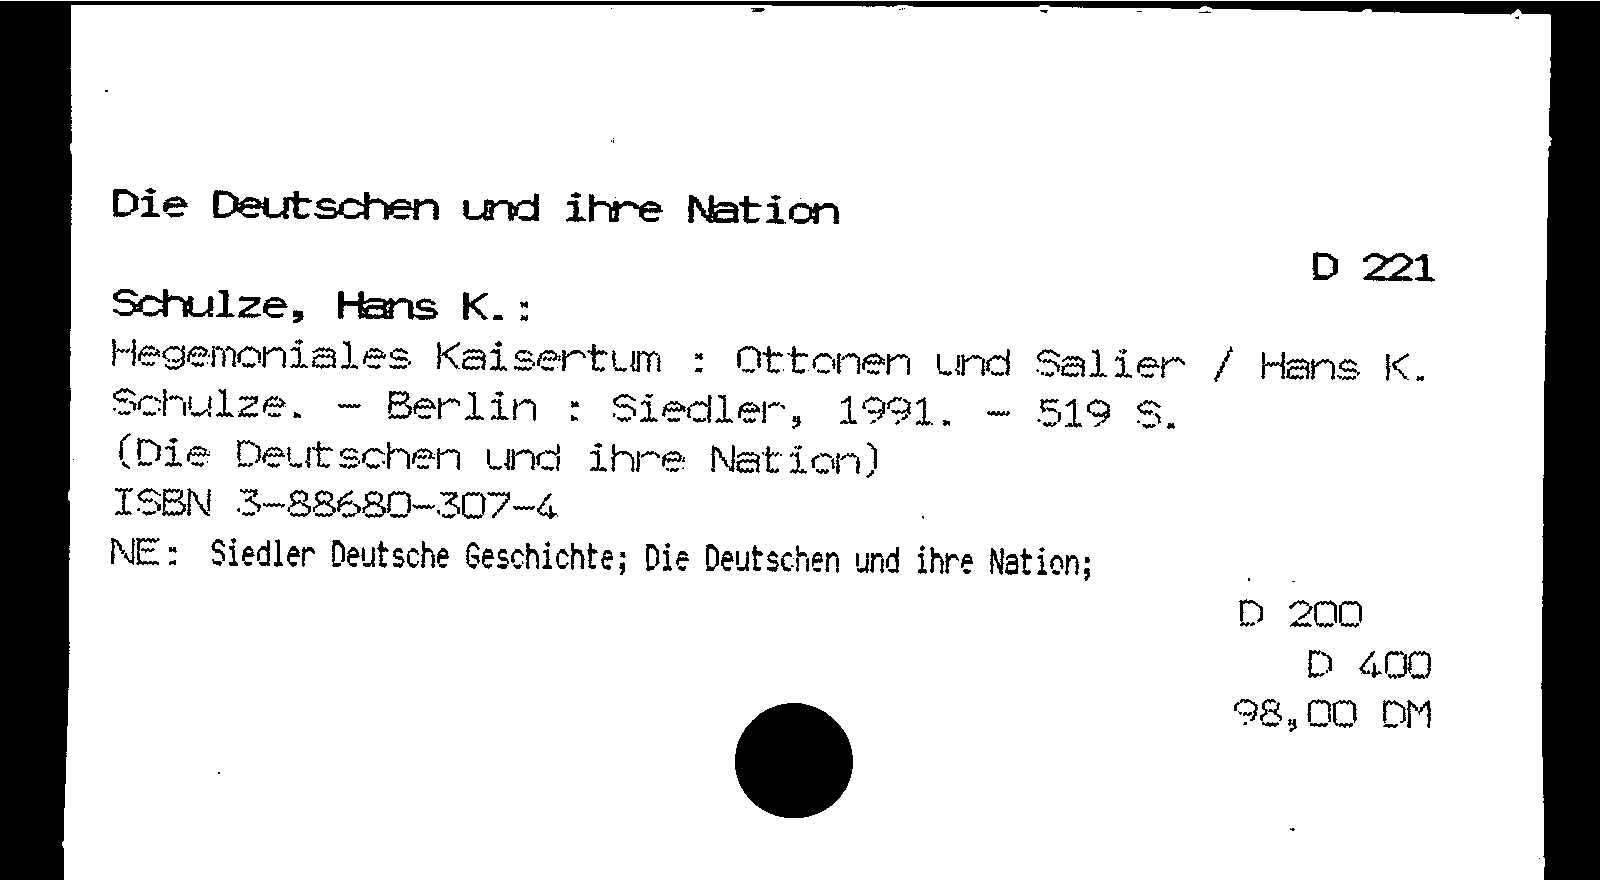 Die Deutschen und ihre Nation
D 221
Schulze, Hans K.:
Hegemoniales Kaisertum : Ottonen und Salier / Hans K.
Schulze. - Berlin : Siedler, 1991. - 519 S.
(Die Deutschen und ihre Nation)
ISBN 3-88680-307-4
NE: Siedler Deutsche Geschichte; Die Deutschen und ihre Nation;
D 200
D 400
98,00 DM